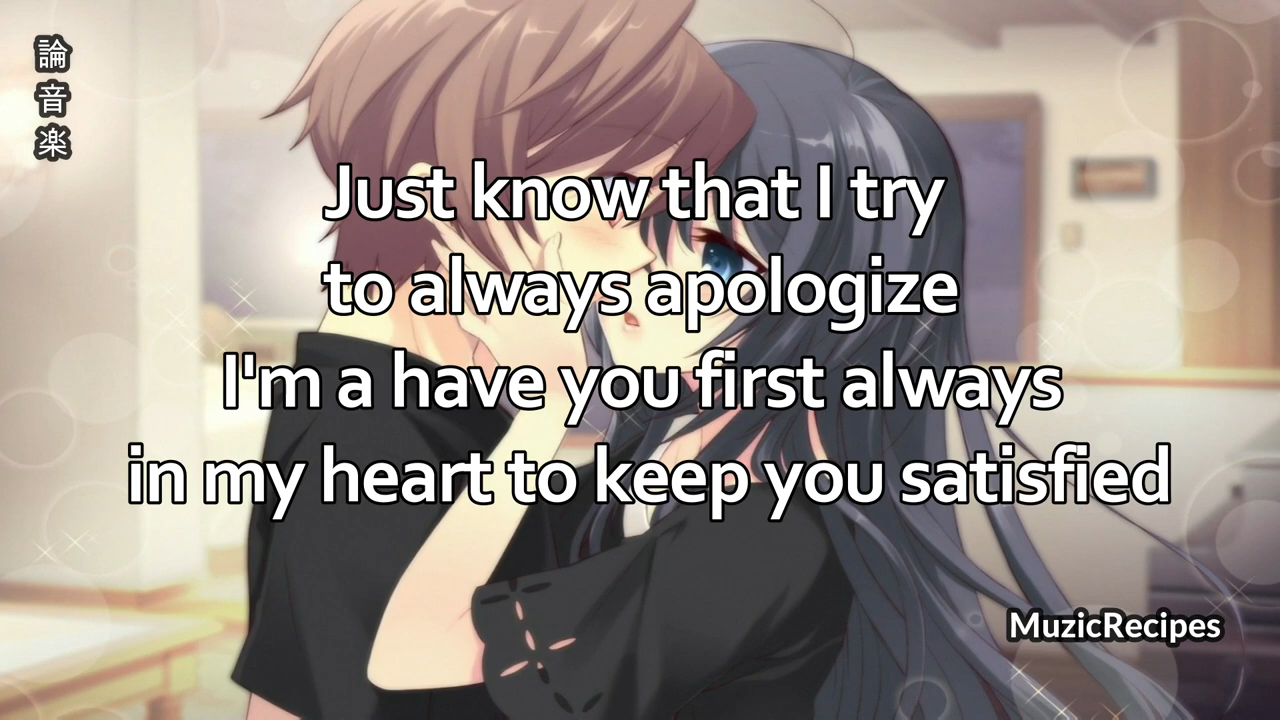 論音楽
Just know that I try
to always apologize
I'm a have you first always
in my heart to keep you satisfied
MuzicRecipes